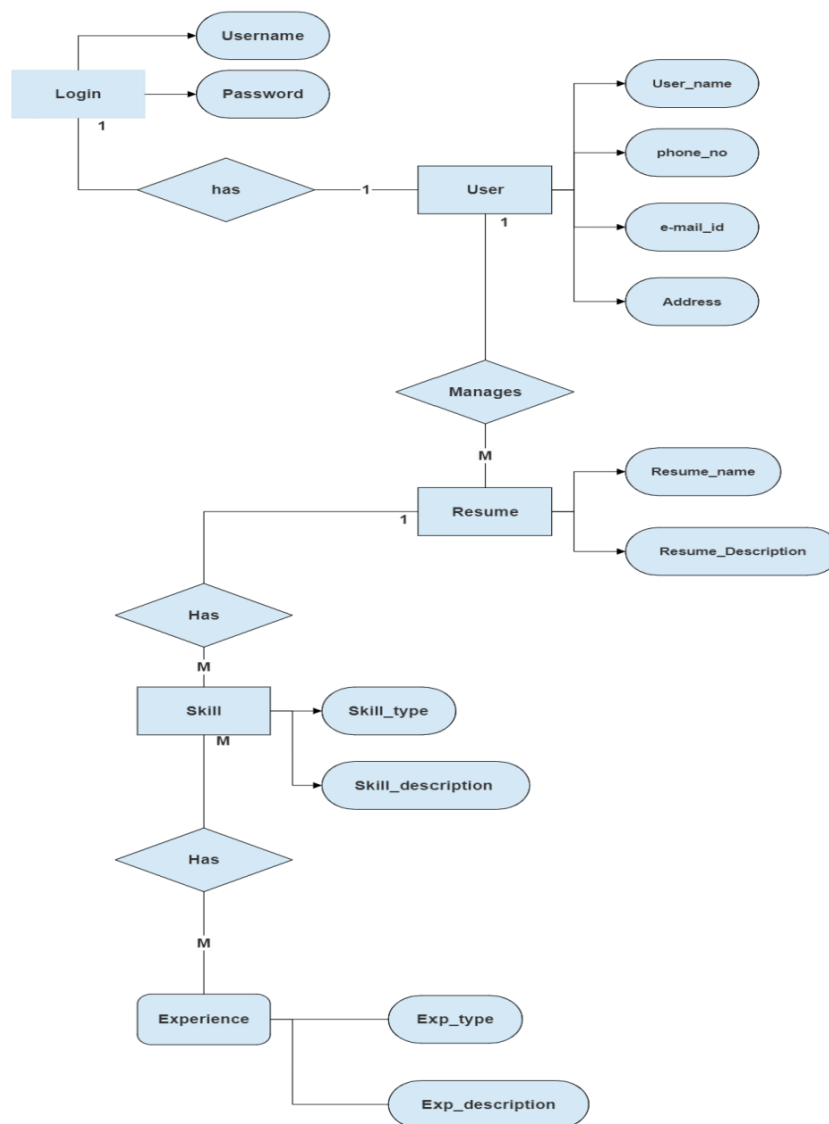 Username
Login
Password
1
User_name
phone_no
has
1
User
1
e-mail_id
Address
Manages
M
Resume_name
Resume
1
Resume_Description
Has
M
Skill
M
Skill_type
Skill_description
Has
M
Experience
Exp_type
Exp_description